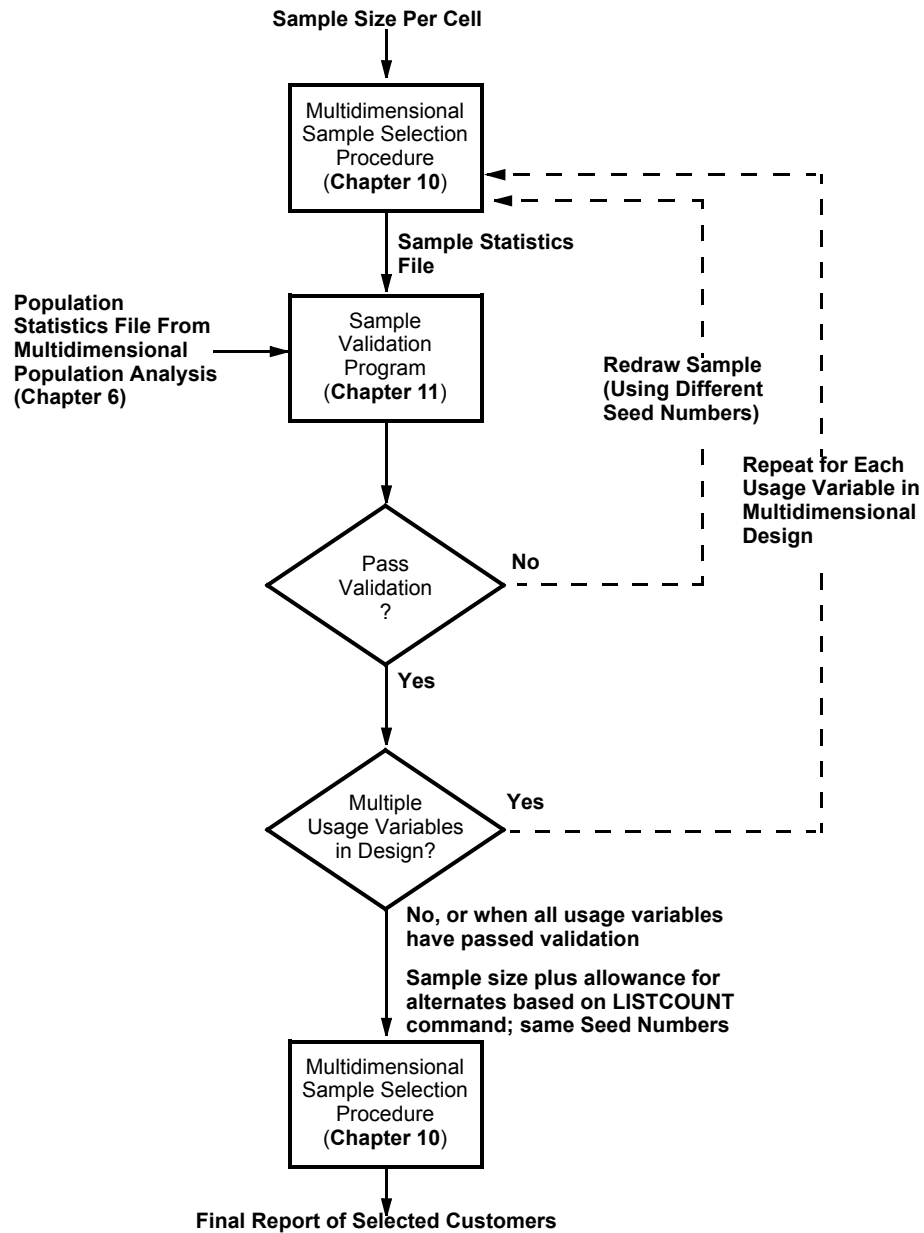 Sample Size Per Cell
Multidimensional
Sample Selection
Procedure
(Chapter 10)
Sample Statistics
File
Population
Statistics File From
Multidimensional
Population Analysis
(Chapter 6)
Sample
Validation
Program
(Chapter 11)
Redraw Sample
(Using Different
Seed Numbers)
Repeat for Each
Usage Variable in
Multidimensional
Design
Pass
Validation
?
No
Yes
Multiple
Usage Variables
in Design?
Yes
No, or when all usage variables
have passed validation
Sample size plus allowance for
alternates based on LISTCOUNT
command; same Seed Numbers
Multidimensional
Sample Selection
Procedure
(Chapter 10)
Final Report of Selected Customers